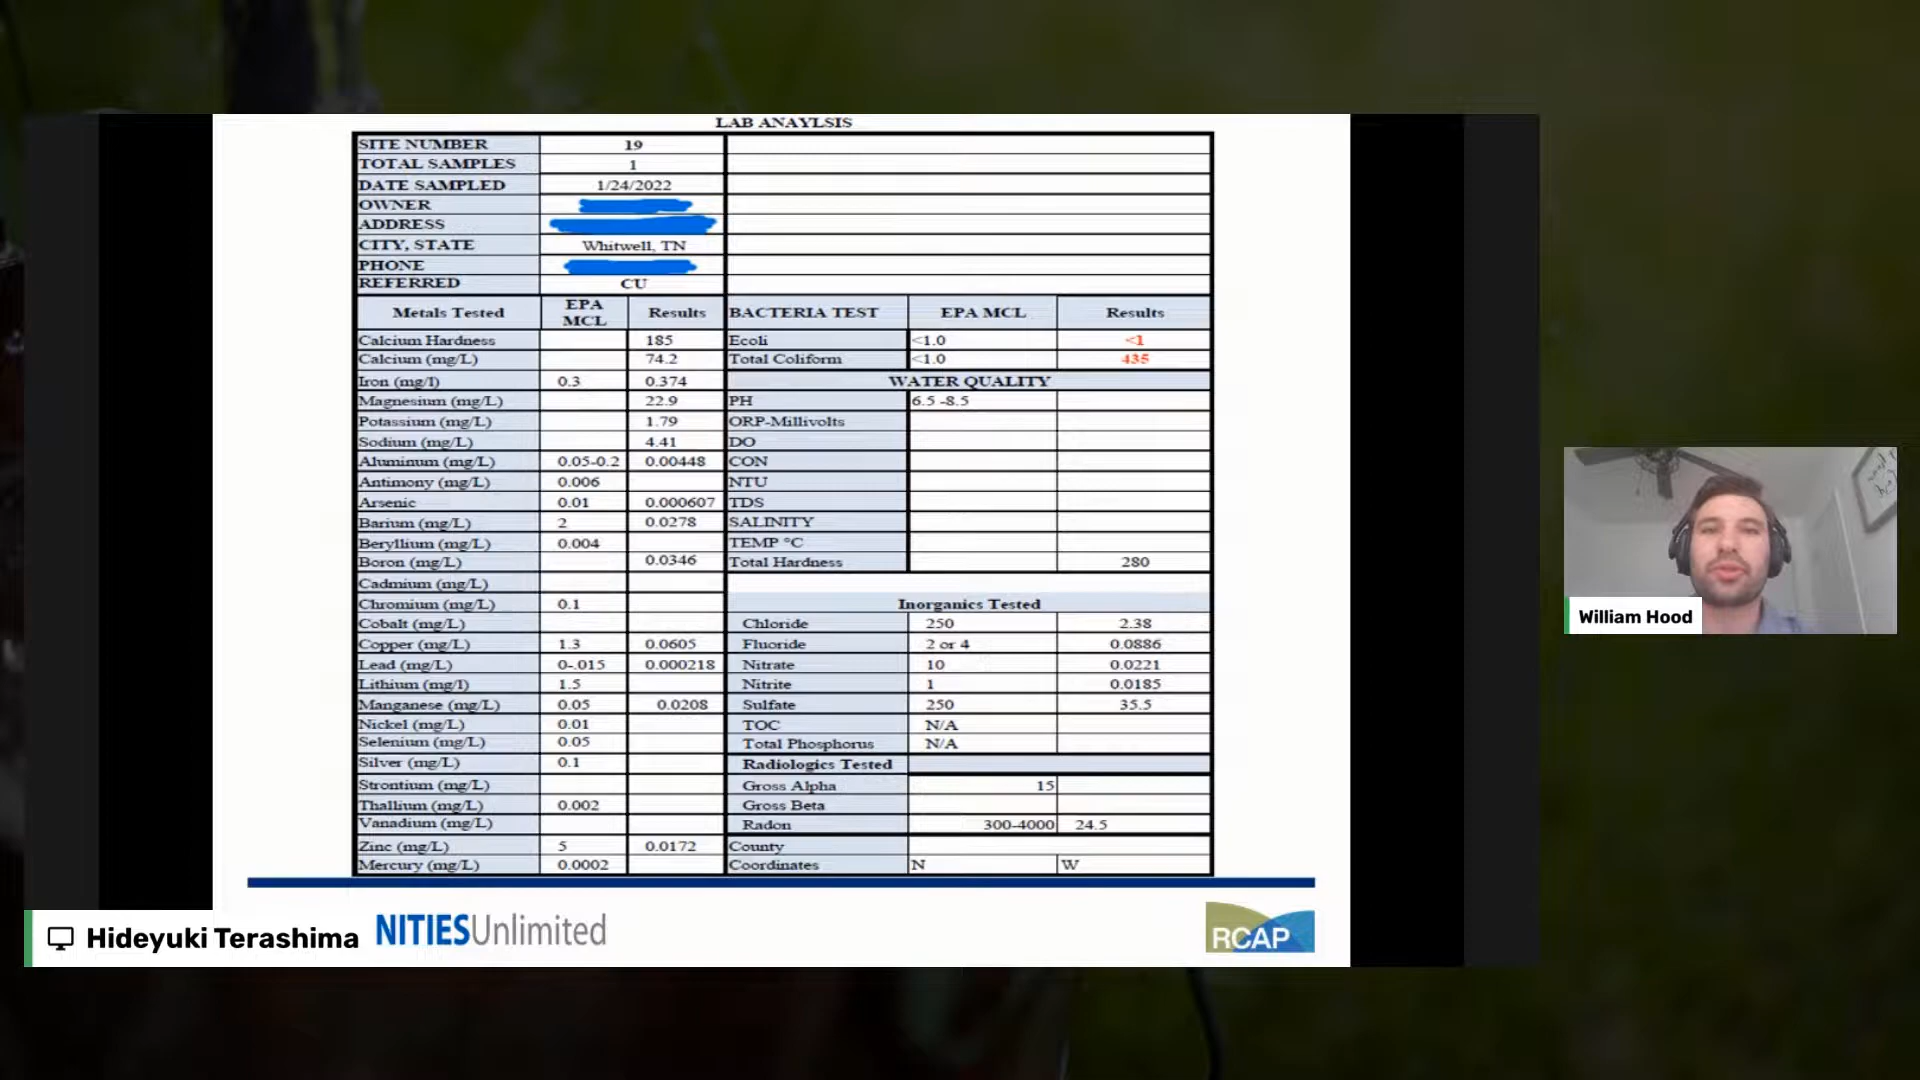 LAB ANAYLSIS
SITE NUMBER 19
TOTAL SAMPLES 1
DATE SAMPLED 1/24/2022
OWNER
ADDRESS
CITY, STATE Whitwell, TN
PHONE
REFERRED CU
Metals Tested EPA MCL Results BACTERIA TEST EPA MCL Results
Calcium Hardness 185 Ecoli <1.0 <1
Calcium (mg/L) 74.2 Total Coliform <1.0 435
Iron (mg/l) 0.3 0.374 WATER QUALITY
Magnesium (mg/L) 22.9 PH 6.5 -8.5
Potassium (mg/L) 1.79 ORP-Millivolts
Sodium (mg/L) 4.41 DO
Aluminum (mg/L) 0.05-0.2 0.00448 CON
Antimony (mg/L) 0.006 NTU
Arsenic 0.01 0.000607 TDS
Barium (mg/L) 2 0.0278 SALINITY
Beryllium (mg/L) 0.004 TEMP °C
Boron (mg/L) 0.0346 Total Hardness 280
Cadmium (mg/L)
Chromium (mg/L) 0.1 Inorganics Tested
Cobalt (mg/L) Chloride 250 2.38
Copper (mg/L) 1.3 0.0605 Fluoride 2 or 4 0.0886
Lead (mg/L) 0-.015 0.000218 Nitrate 10 0.0221
Lithium (mg/l) 1.5 Nitrite 1 0.0185
Manganese (mg/L) 0.05 0.0208 Sulfate 250 35.5
Nickel (mg/L) 0.01 TOC N/A
Selenium (mg/L) 0.05 Total Phosphorus N/A
Silver (mg/L) 0.1 Radiologics Tested
Strontium (mg/L) Gross Alpha 15
Thallium (mg/L) 0.002 Gross Beta
Vanadium (mg/L) Radon 300-4000 24.5
Zinc (mg/L) 5 0.0172 County
Mercury (mg/L) 0.0002 Coordinates N W
Hideyuki Terashima
NITIESUnlimited
RCAP
William Hood